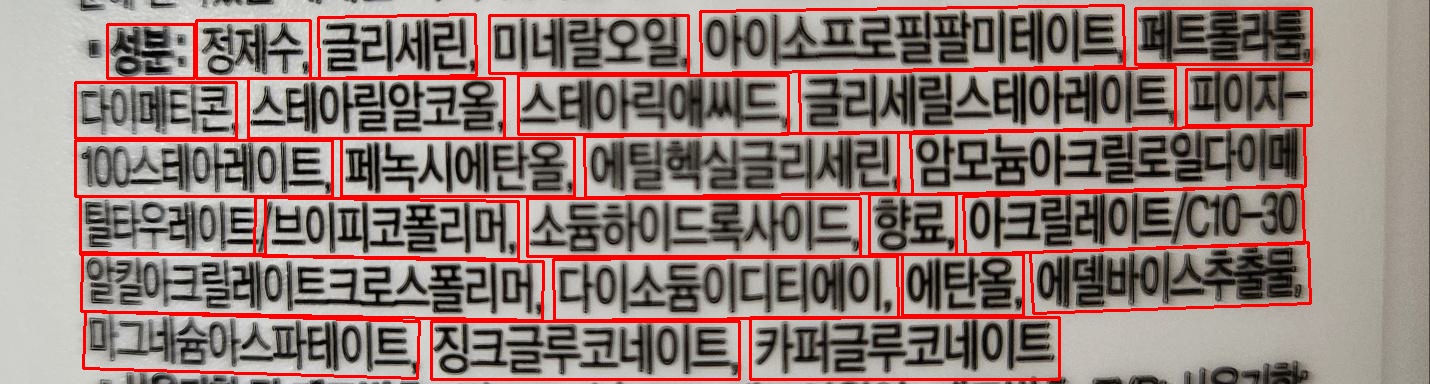 · 성분: 정제수, 글리세린, 미네랄오일, 아이소프로필팔미테이트, 페트롤라툼,
다이메티콘, 스테아릴알코올, 스테아릭애씨드, 글리세릴스테아레이트, 피이지-
100스테아레이트, 페녹시에탄올, 에틸헥실글리세린, 암모늄아크릴로일다이메
틸타우레이트/브이피코폴리머, 소듐하이드록사이드, 향료, 아크릴레이트/C10-30
알킬아크릴레이트크로스폴리머, 다이소듐이디티에이, 에탄올, 에델바이스추출물,
마그네슘아스파테이트, 징크글루코네이트, 카퍼글루코네이트